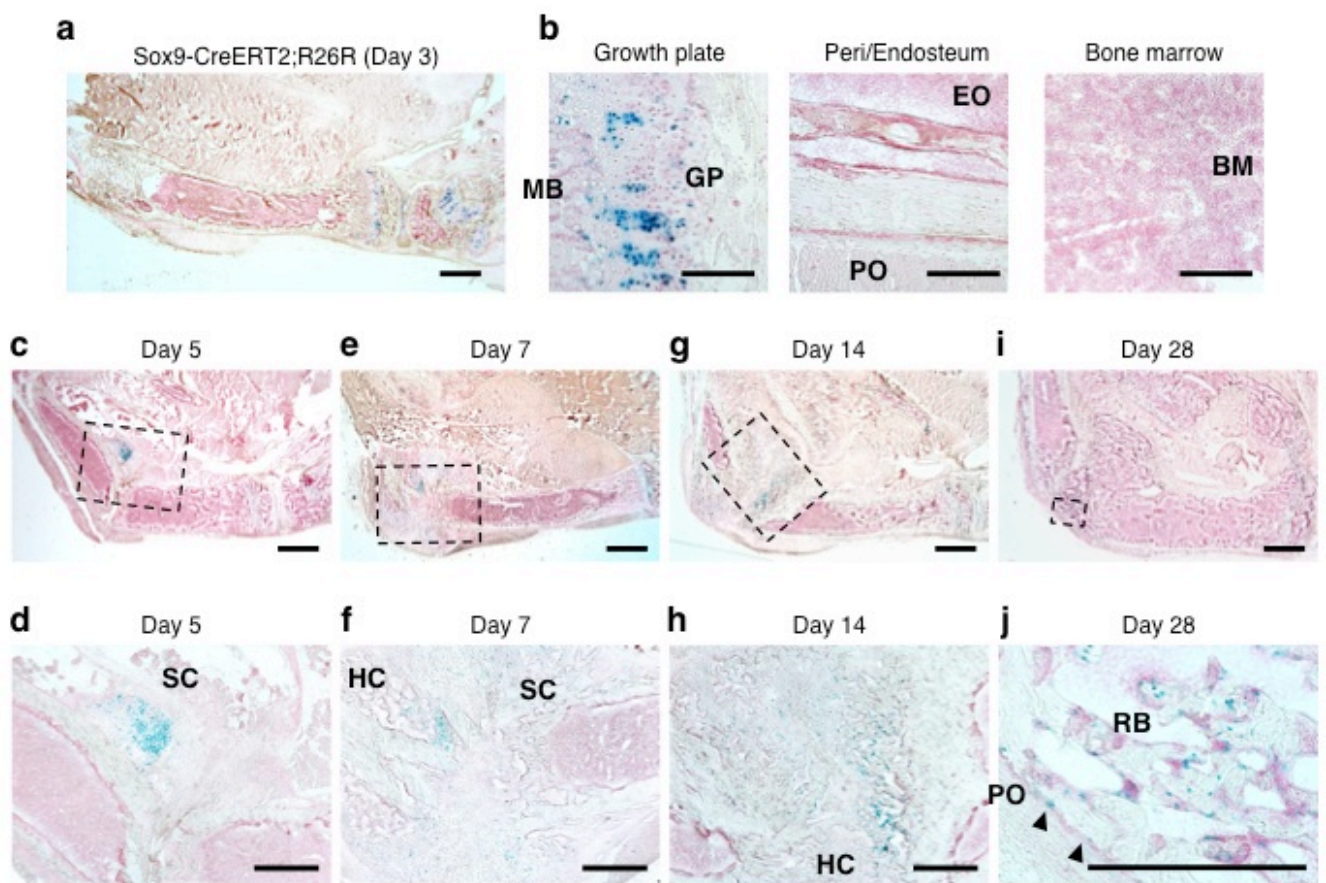 a
Sox9-CreERT2;R26R (Day 3)
b
Growth plate
Peri/Endosteum
Bone marrow
MB
GP
EO
PO
BM
c
Day 5
e
Day 7
g
Day 14
i
Day 28
d
Day 5
f
Day 7
h
Day 14
j
Day 28
SC
HC
SC
HC
RB
PO